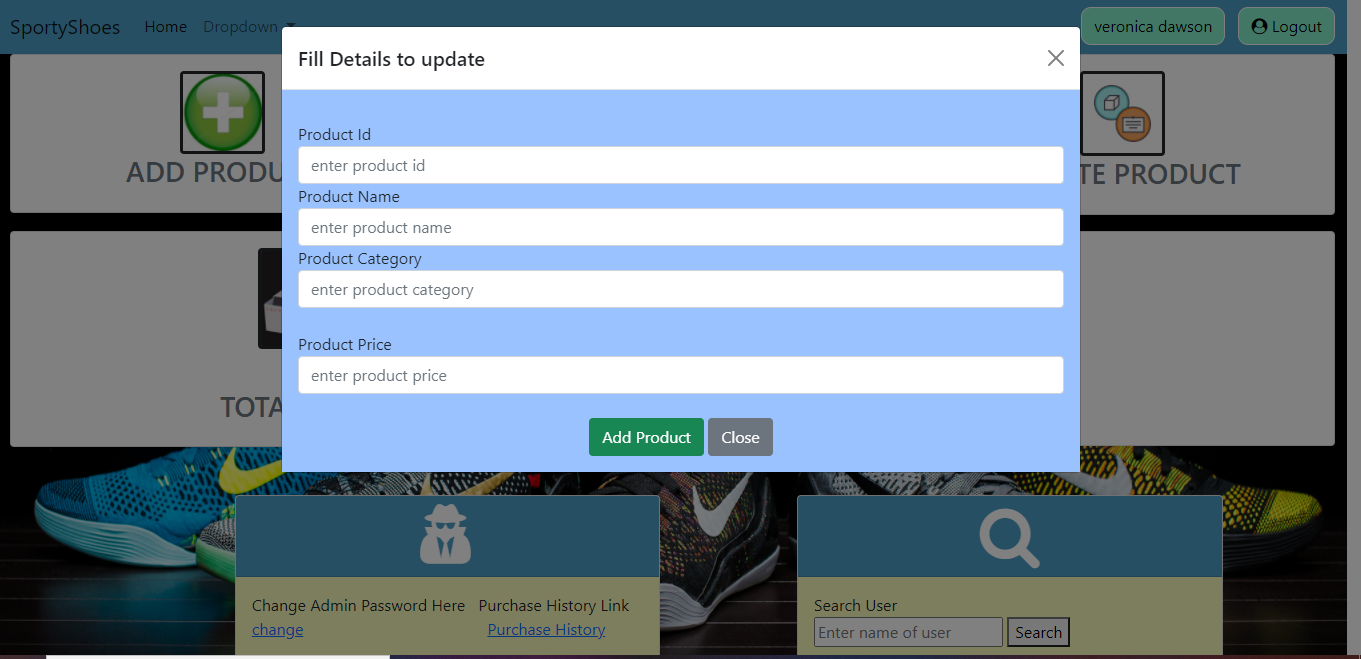 SportyShoes Home Dropdown veronica dawson Logout
Fill Details to update
Product Id
enter product id
ADD PRODU TE PRODUCT
Product Name
enter product name
Product Category
enter product category
Product Price
enter product price
TOTA
Add Product Close
Change Admin Password Here Purchase History Link
change Purchase History
Search User
Enter name of user Search